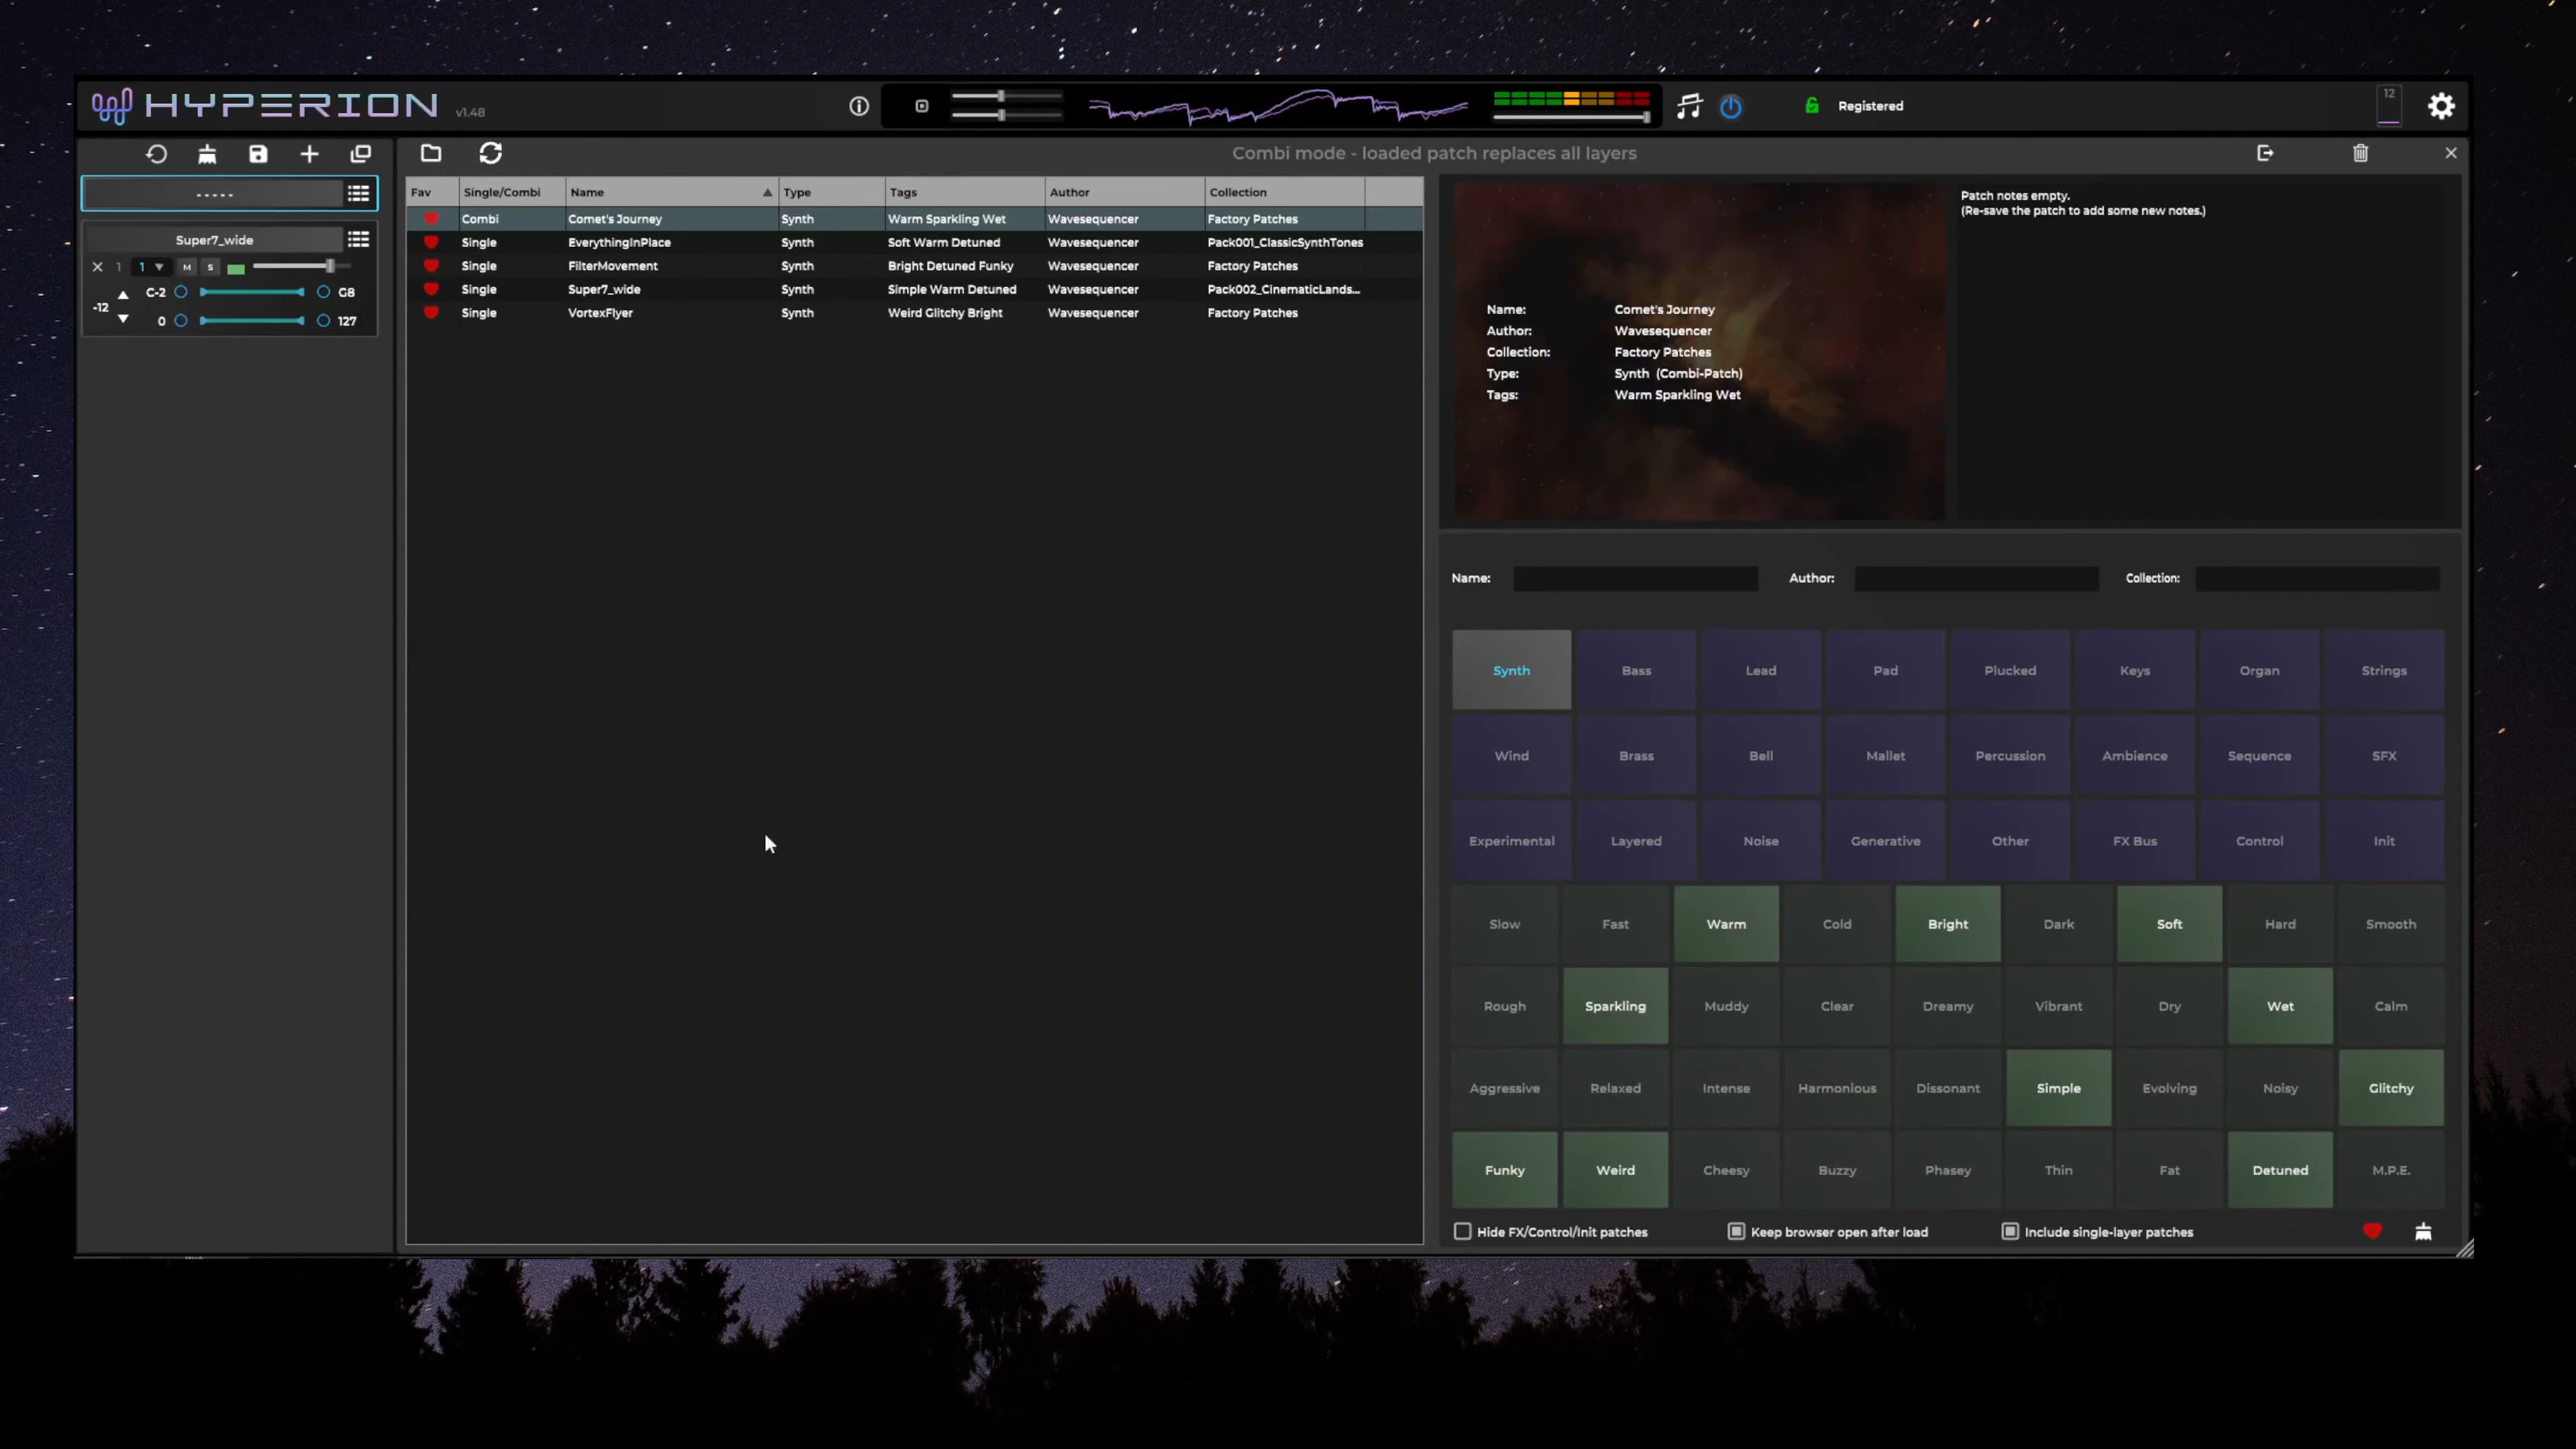 HYPERION v1.48
Registered
12
Combi mode - loaded patch replaces all layers
- - - - -
Super7_wide
1 1 M S
-12 C-2 G8
0 127
Fav Single/Combi Name Type Tags Author Collection
Combi Comet's Journey Synth Warm Sparkling Wet Wavesequencer Factory Patches
Single EverythingInPlace Synth Soft Warm Detuned Wavesequencer Pack001_ClassicSynthTones
Single FilterMovement Synth Bright Detuned Funky Wavesequencer Factory Patches
Single Super7_wide Synth Simple Warm Detuned Wavesequencer Pack002_CinematicLands...
Single VortexFlyer Synth Weird Glitchy Bright Wavesequencer Factory Patches
Name: Comet's Journey
Author: Wavesequencer
Collection: Factory Patches
Type: Synth (Combi-Patch)
Tags: Warm Sparkling Wet
Patch notes empty.
(Re-save the patch to add some new notes.)
Name: Author: Collection:
Synth Bass Lead Pad Plucked Keys Organ Strings
Wind Brass Bell Mallet Percussion Ambience Sequence SFX
Experimental Layered Noise Generative Other FX Bus Control Init
Slow Fast Warm Cold Bright Dark Soft Hard Smooth
Rough Sparkling Muddy Clear Dreamy Vibrant Dry Wet Calm
Aggressive Relaxed Intense Harmonious Dissonant Simple Evolving Noisy Glitchy
Funky Weird Cheesy Buzzy Phasey Thin Fat Detuned M.P.E.
Hide FX/Control/Init patches Keep browser open after load Include single-layer patches